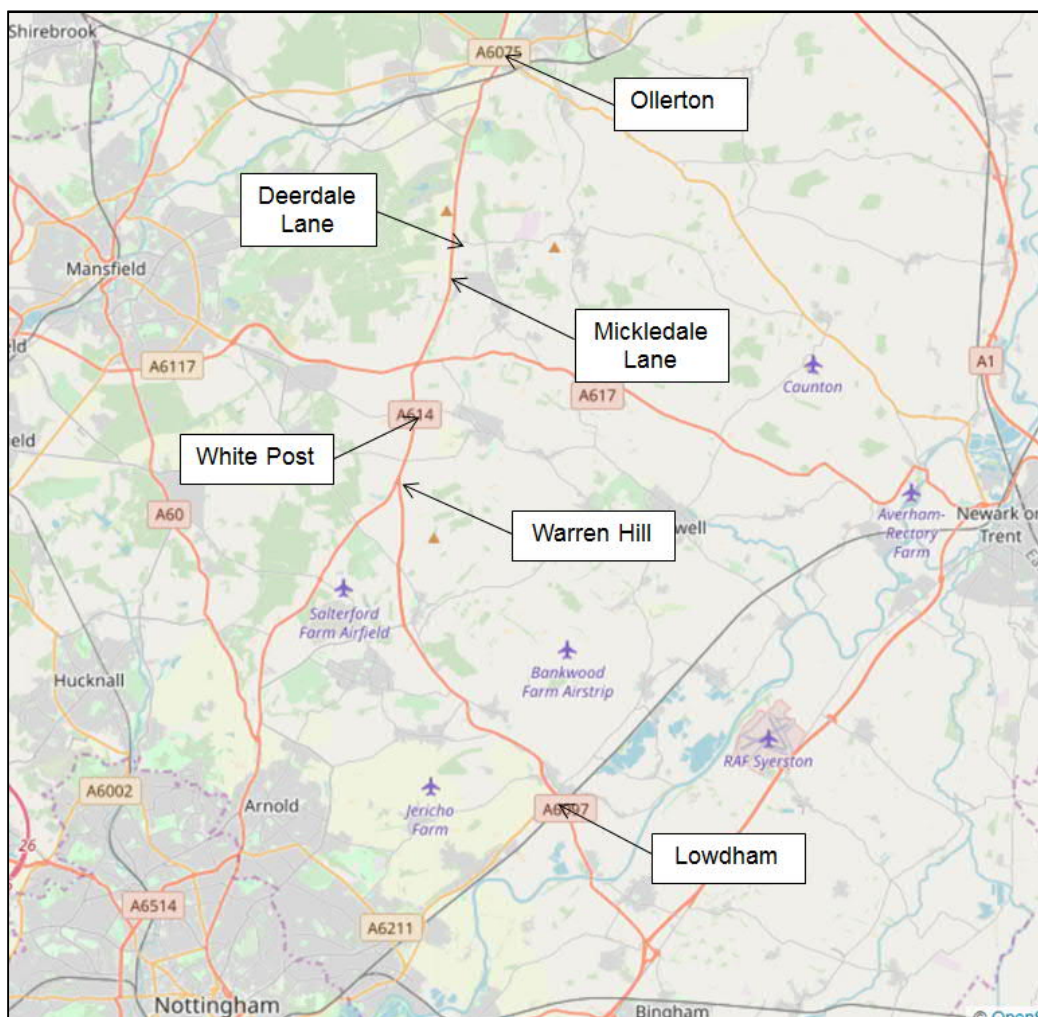 Shirebrook
A6075
Ollerton
Deerdale
Lane
Mansfield
Mickledale
Lane
A6117
Caunton
A1
A617
A614
White Post
A60
Warren Hill
well
Averham-
Rectory
Farm
Newark on
Trent
Salterford
Farm Airfield
Bankwood
Farm Airstrip
Hucknall
RAF Syerston
A6002
Arnold
Jericho
Farm
26
Lowdham
A6514
A6211
Nottingham
Bingham
© OpenS